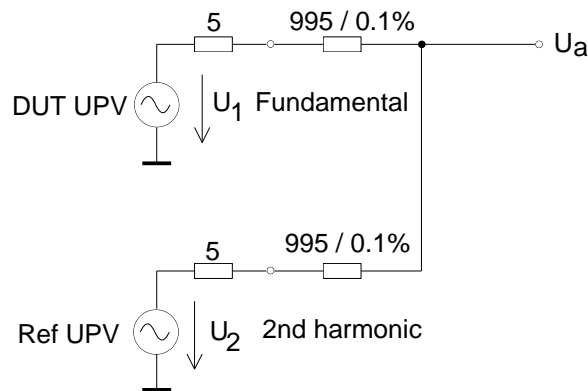 5
995 / 0.1%
Ua
DUT UPV
U1 Fundamental
5
995 / 0.1%
Ref UPV
U2 2nd harmonic